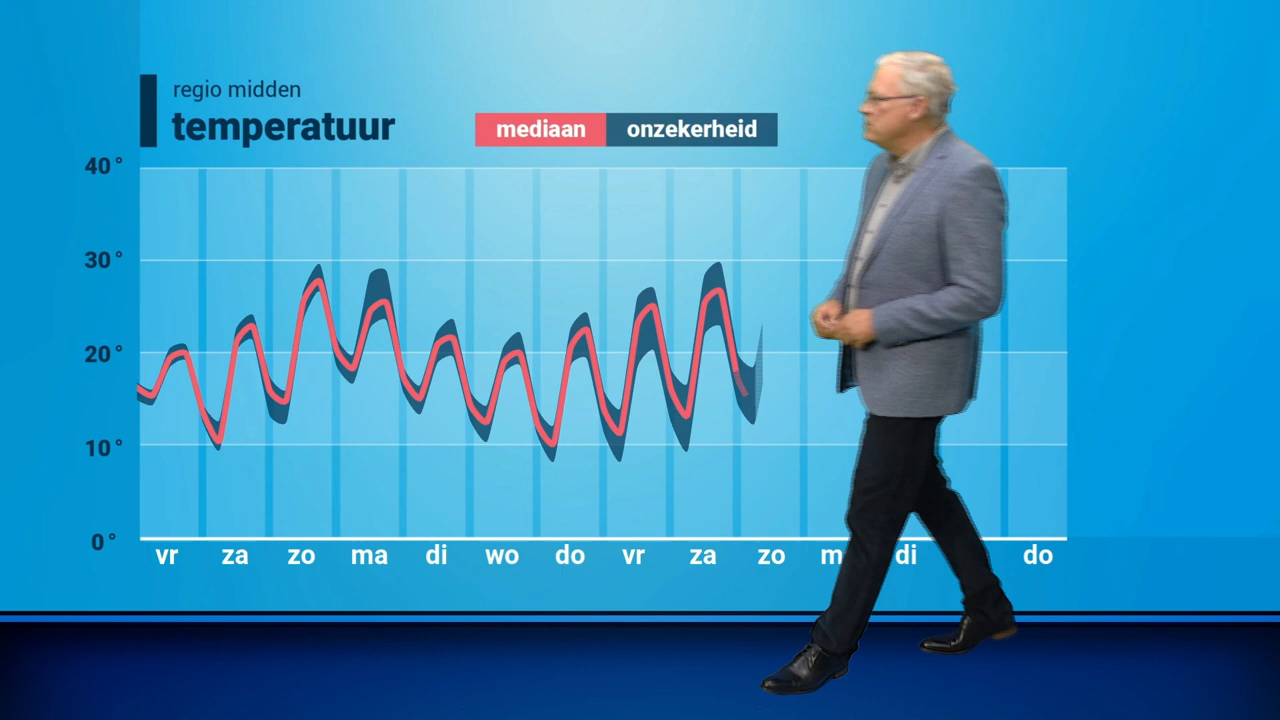 regio midden
temperatuur
mediaan onzekerheid
40°
30°
20°
10°
0°
vr za zo ma di wo do vr za zo m di do